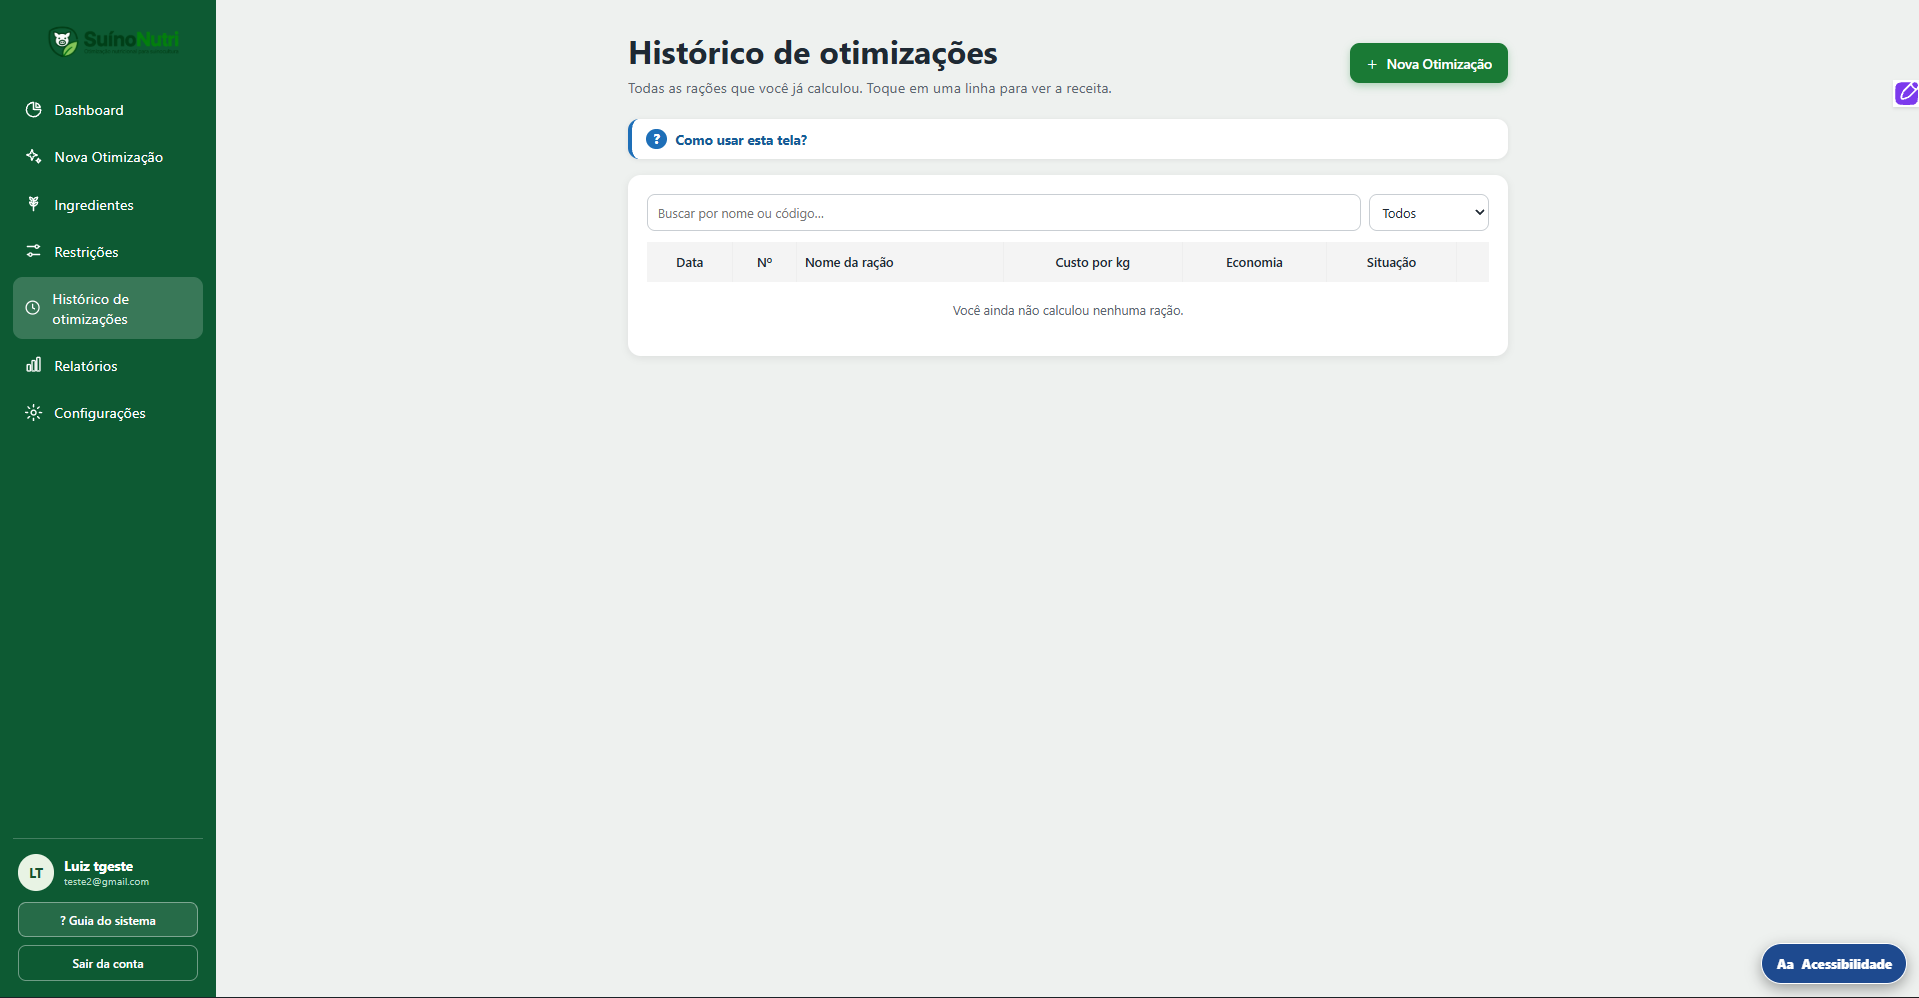 SuínoNutri
Dashboard
Nova Otimização
Ingredientes
Restrições
Histórico de
otimizações
Relatórios
Configurações
LT
Luiz tgeste
teste2@gmail.com
? Guia do sistema
Sair da conta
Histórico de otimizações
Todas as rações que você já calculou. Toque em uma linha para ver a receita.
+ Nova Otimização
? Como usar esta tela?
Buscar por nome ou código... Todos
Data Nº Nome da ração Custo por kg Economia Situação
Você ainda não calculou nenhuma ração.
Aa Acessibilidade